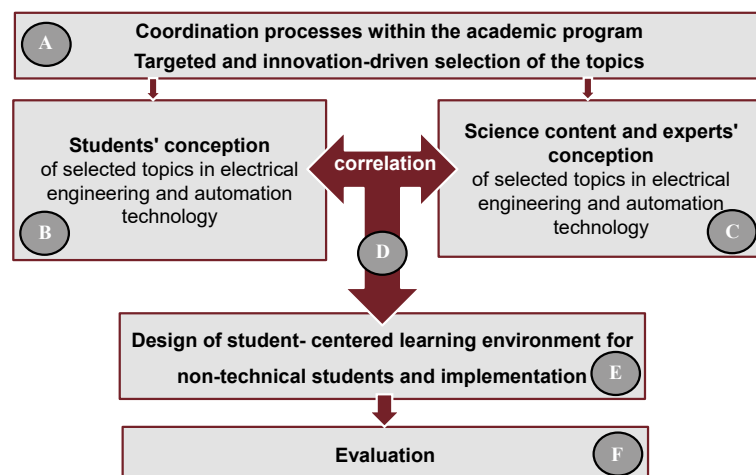 A
Coordination processes within the academic program
Targeted and innovation-driven selection of the topics
Students' conception
of selected topics in electrical
engineering and automation
technology
B
correlation
D
Science content and experts'
conception
of selected topics in electrical
engineering and automation
technology
C
Design of student- centered learning environment for
non-technical students and implementation
E
Evaluation
F